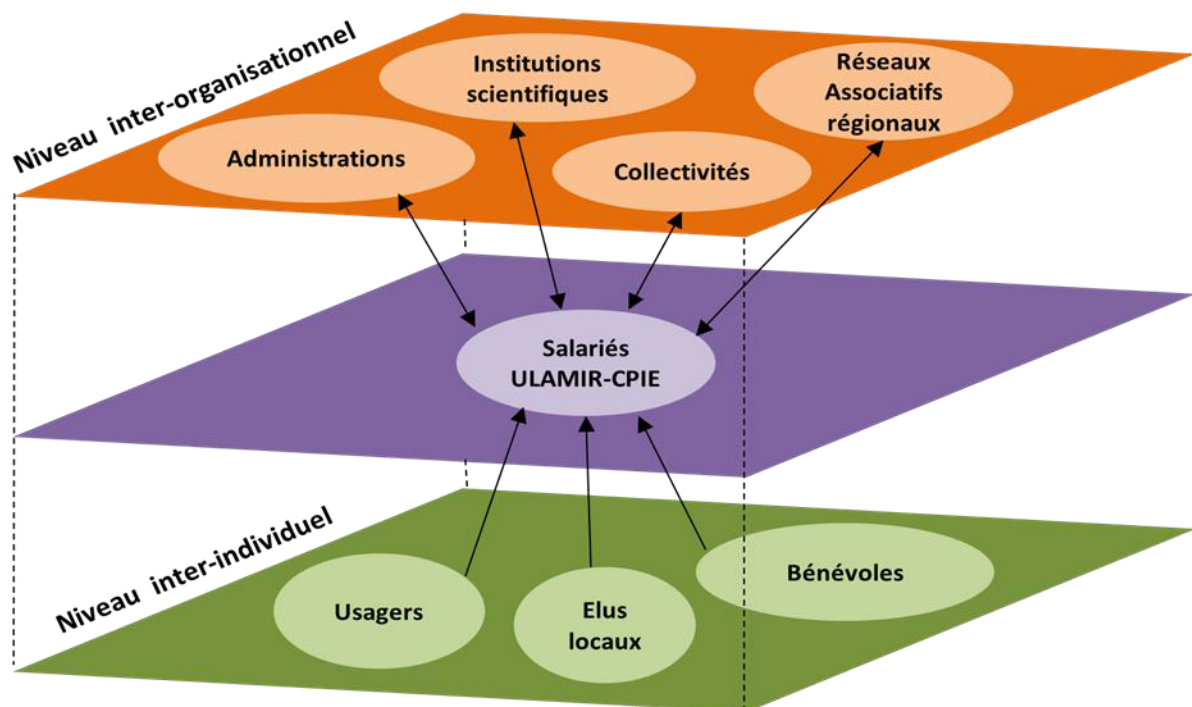 Niveau inter-organisationnel
Institutions
scientifiques
Réseaux
Associatifs
régionaux
Administrations
Collectivités
Salariés
ULAMIR-CPIE
Niveau inter-individuel
Usagers
Elus
locaux
Bénévoles